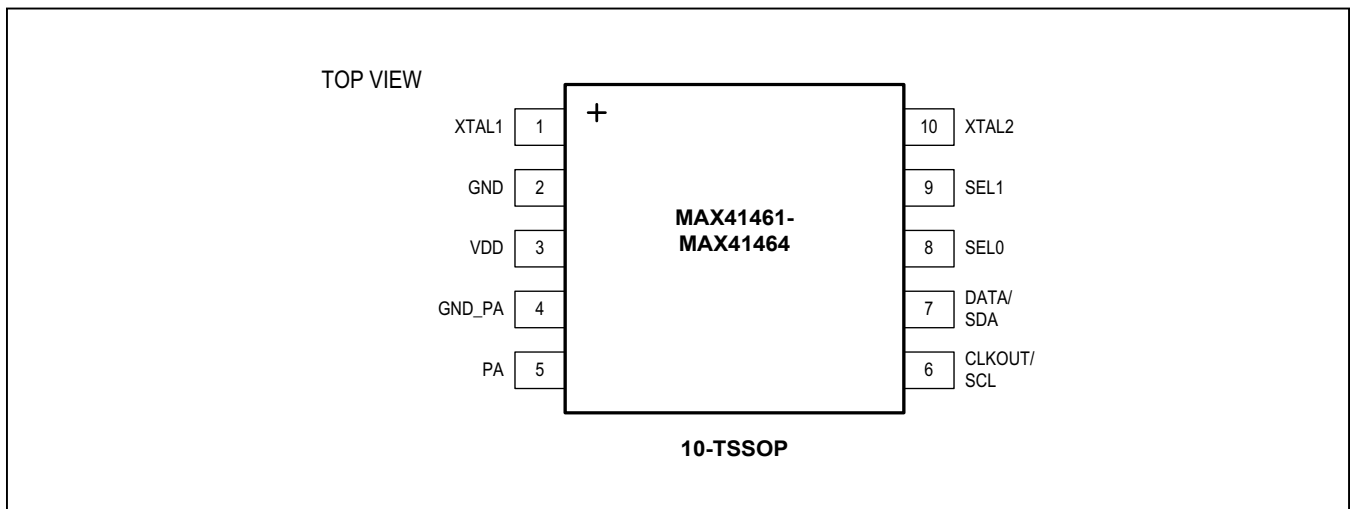 TOP VIEW
XTAL1 1
GND 2
VDD 3
GND_PA 4
PA 5
+
MAX41461-
MAX41464
10 XTAL2
9 SEL1
8 SEL0
7 DATA/
SDA
6 CLKOUT/
SCL
10-TSSOP